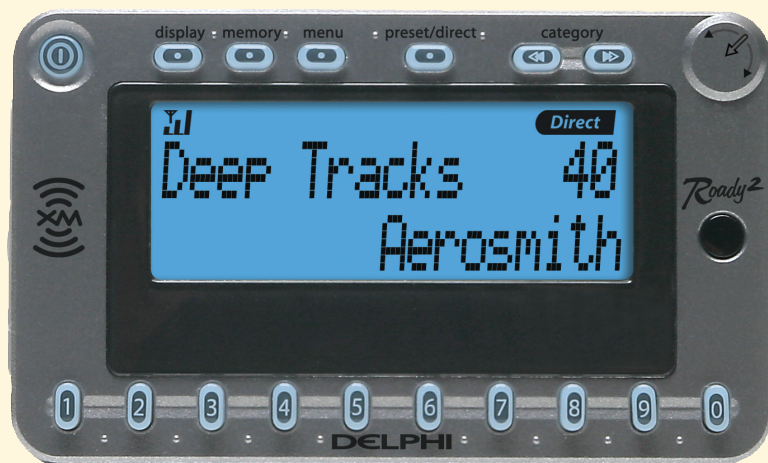 display memory menu preset/direct category
Direct
Deep Tracks 40
Aerosmith
XM
Roady2
1 2 3 4 5 6 7 8 9 0
DELPHI